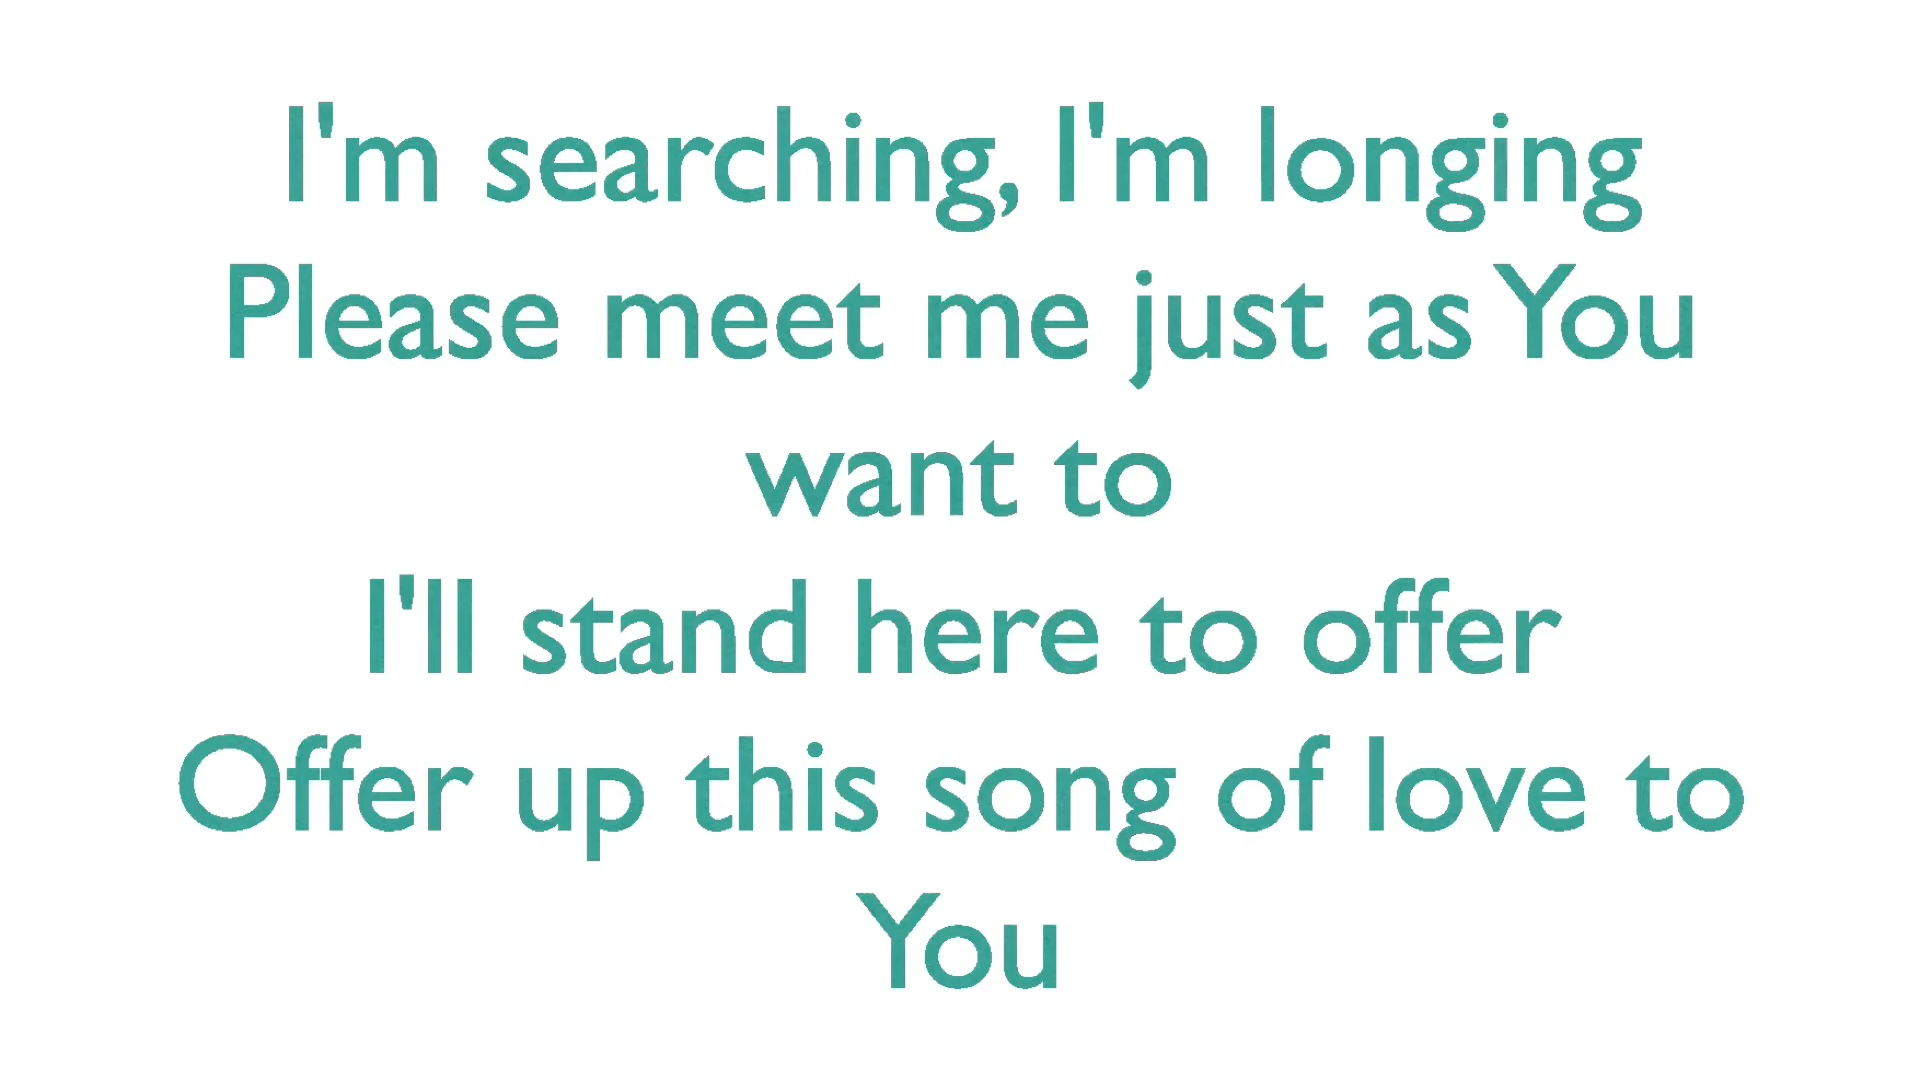 I'm searching, I'm longing
Please meet me just as You
want to
I'll stand here to offer
Offer up this song of love to
You